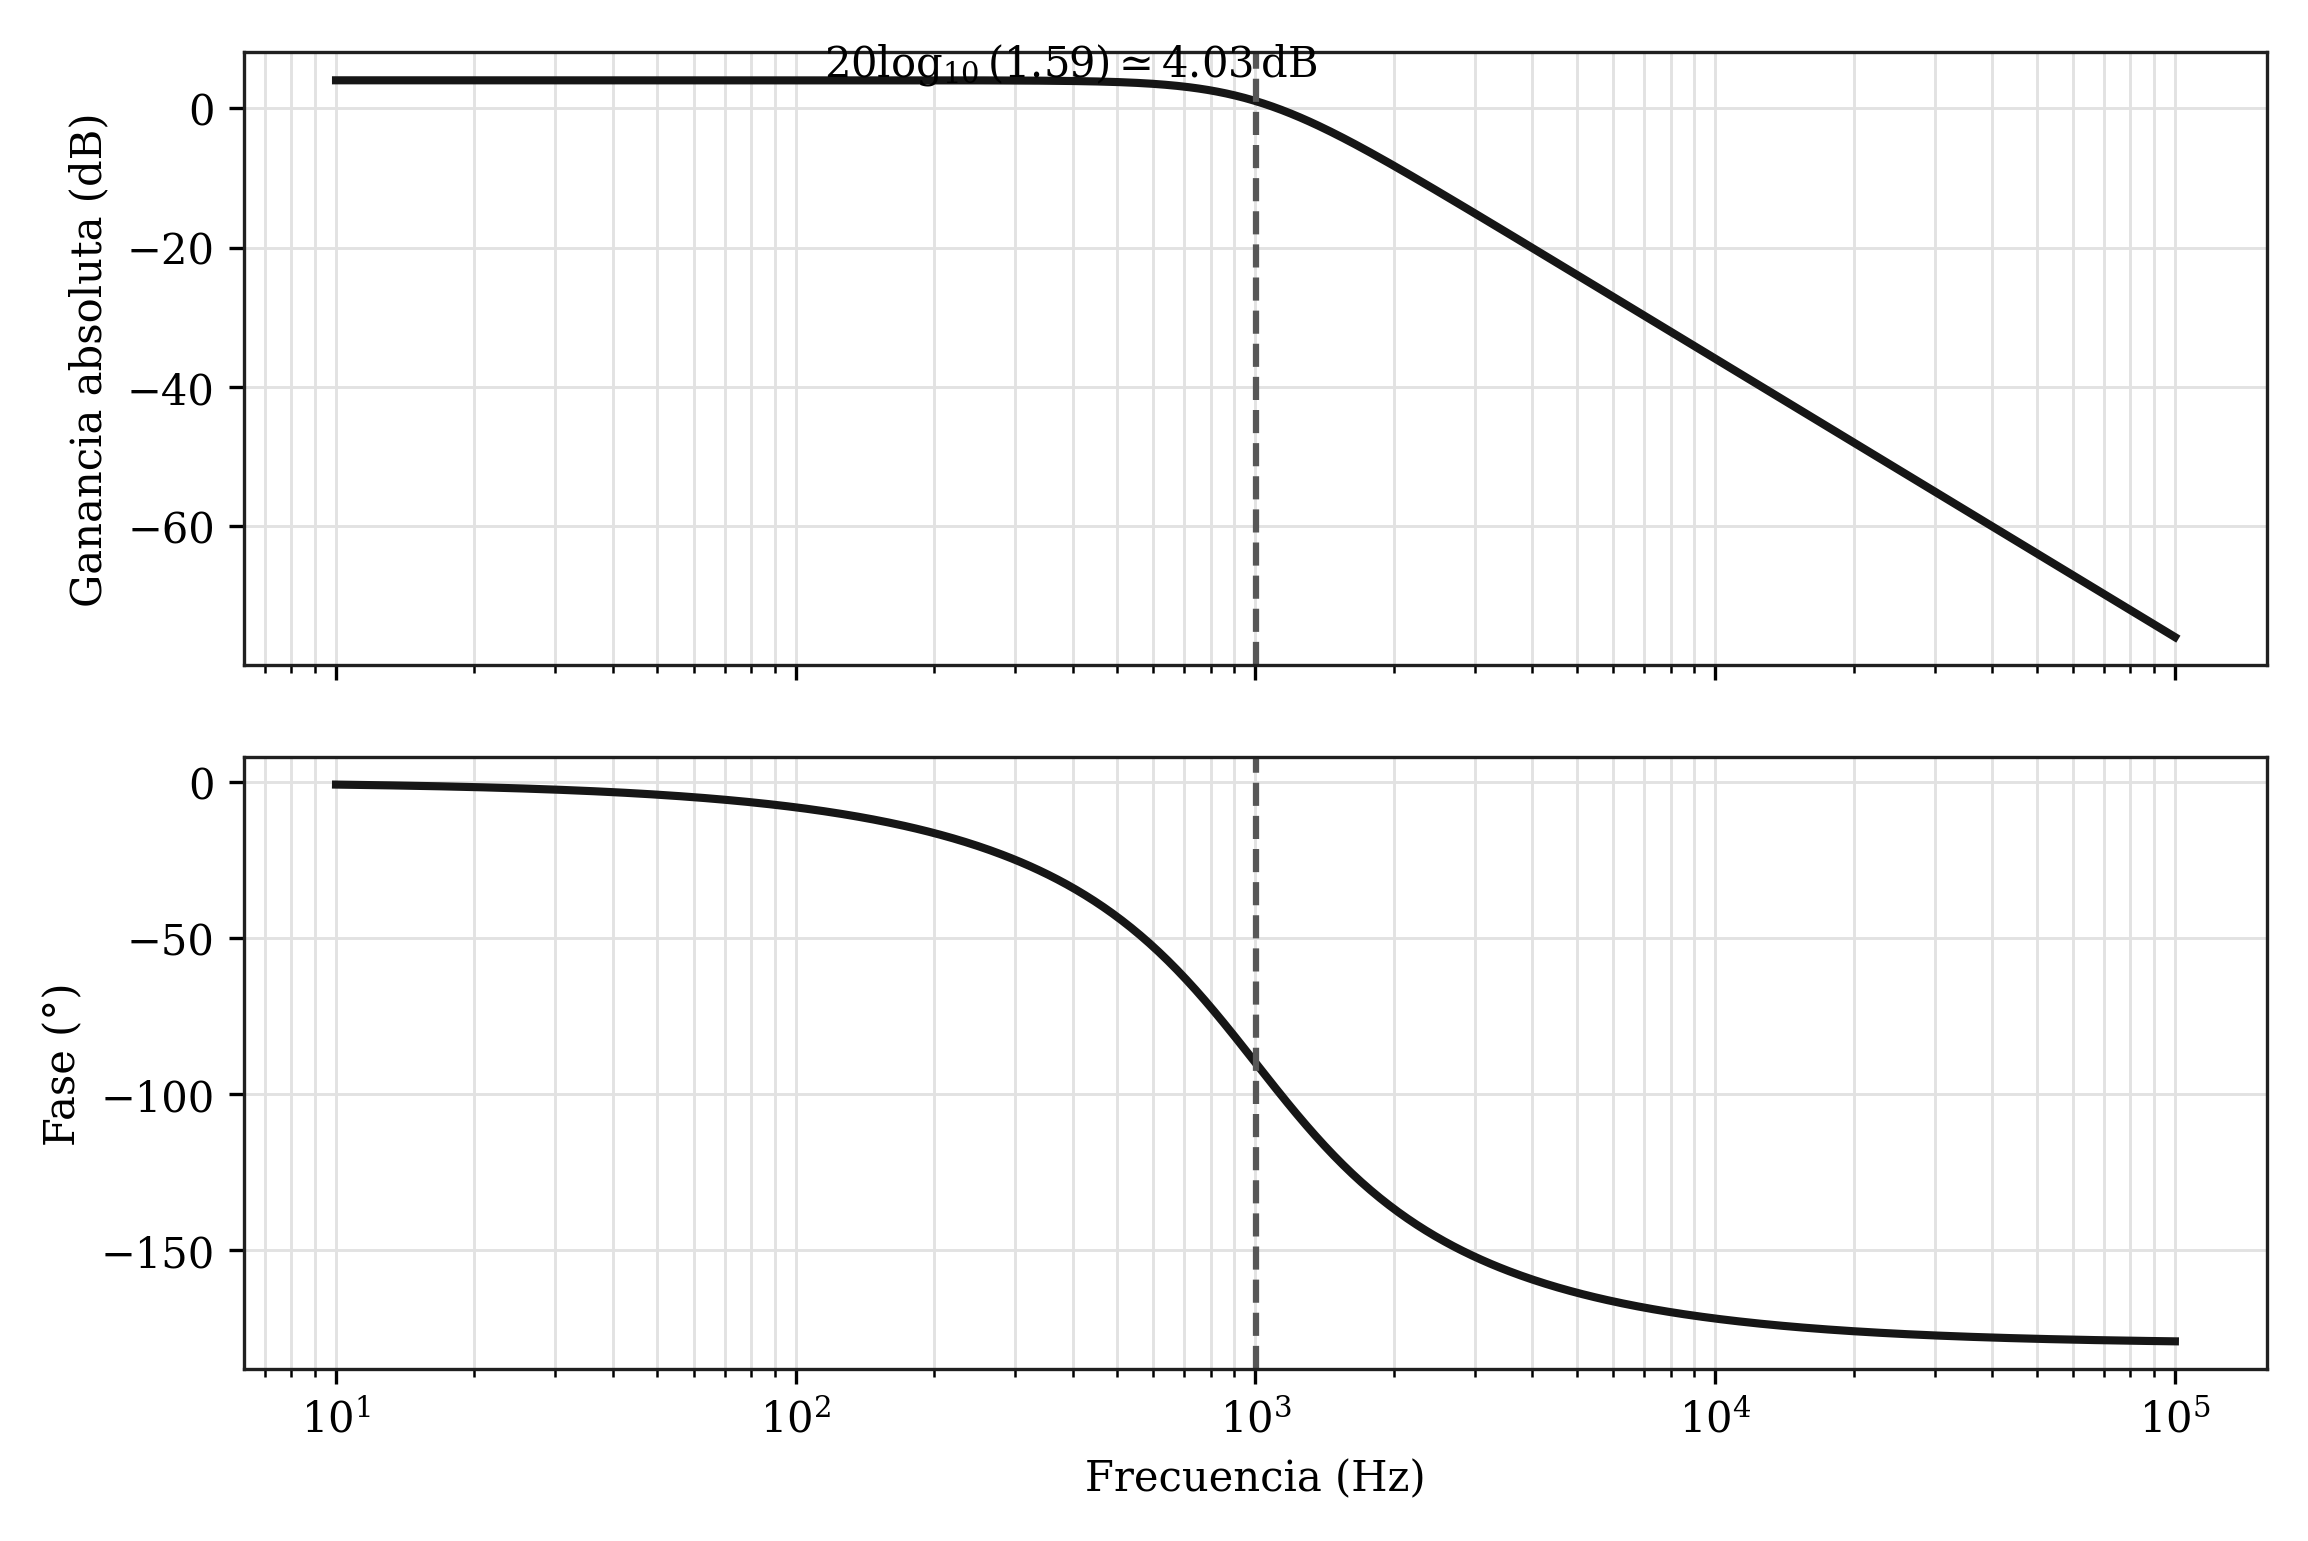 20log₁₀ (1.59) ≃ 4.03 dB
Ganancia absoluta (dB)
0
−20
−40
−60
Fase (°)
0
−50
−100
−150
10¹ 10² 10³ 10⁴ 10⁵
Frecuencia (Hz)